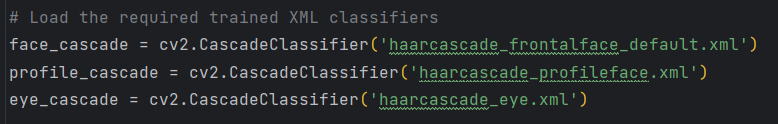 # Load the required trained XML classifiers
face_cascade = cv2.CascadeClassifier('haarcascade_frontalface_default.xml')
profile_cascade = cv2.CascadeClassifier('haarcascade_profileface.xml')
eye_cascade = cv2.CascadeClassifier('haarcascade_eye.xml')